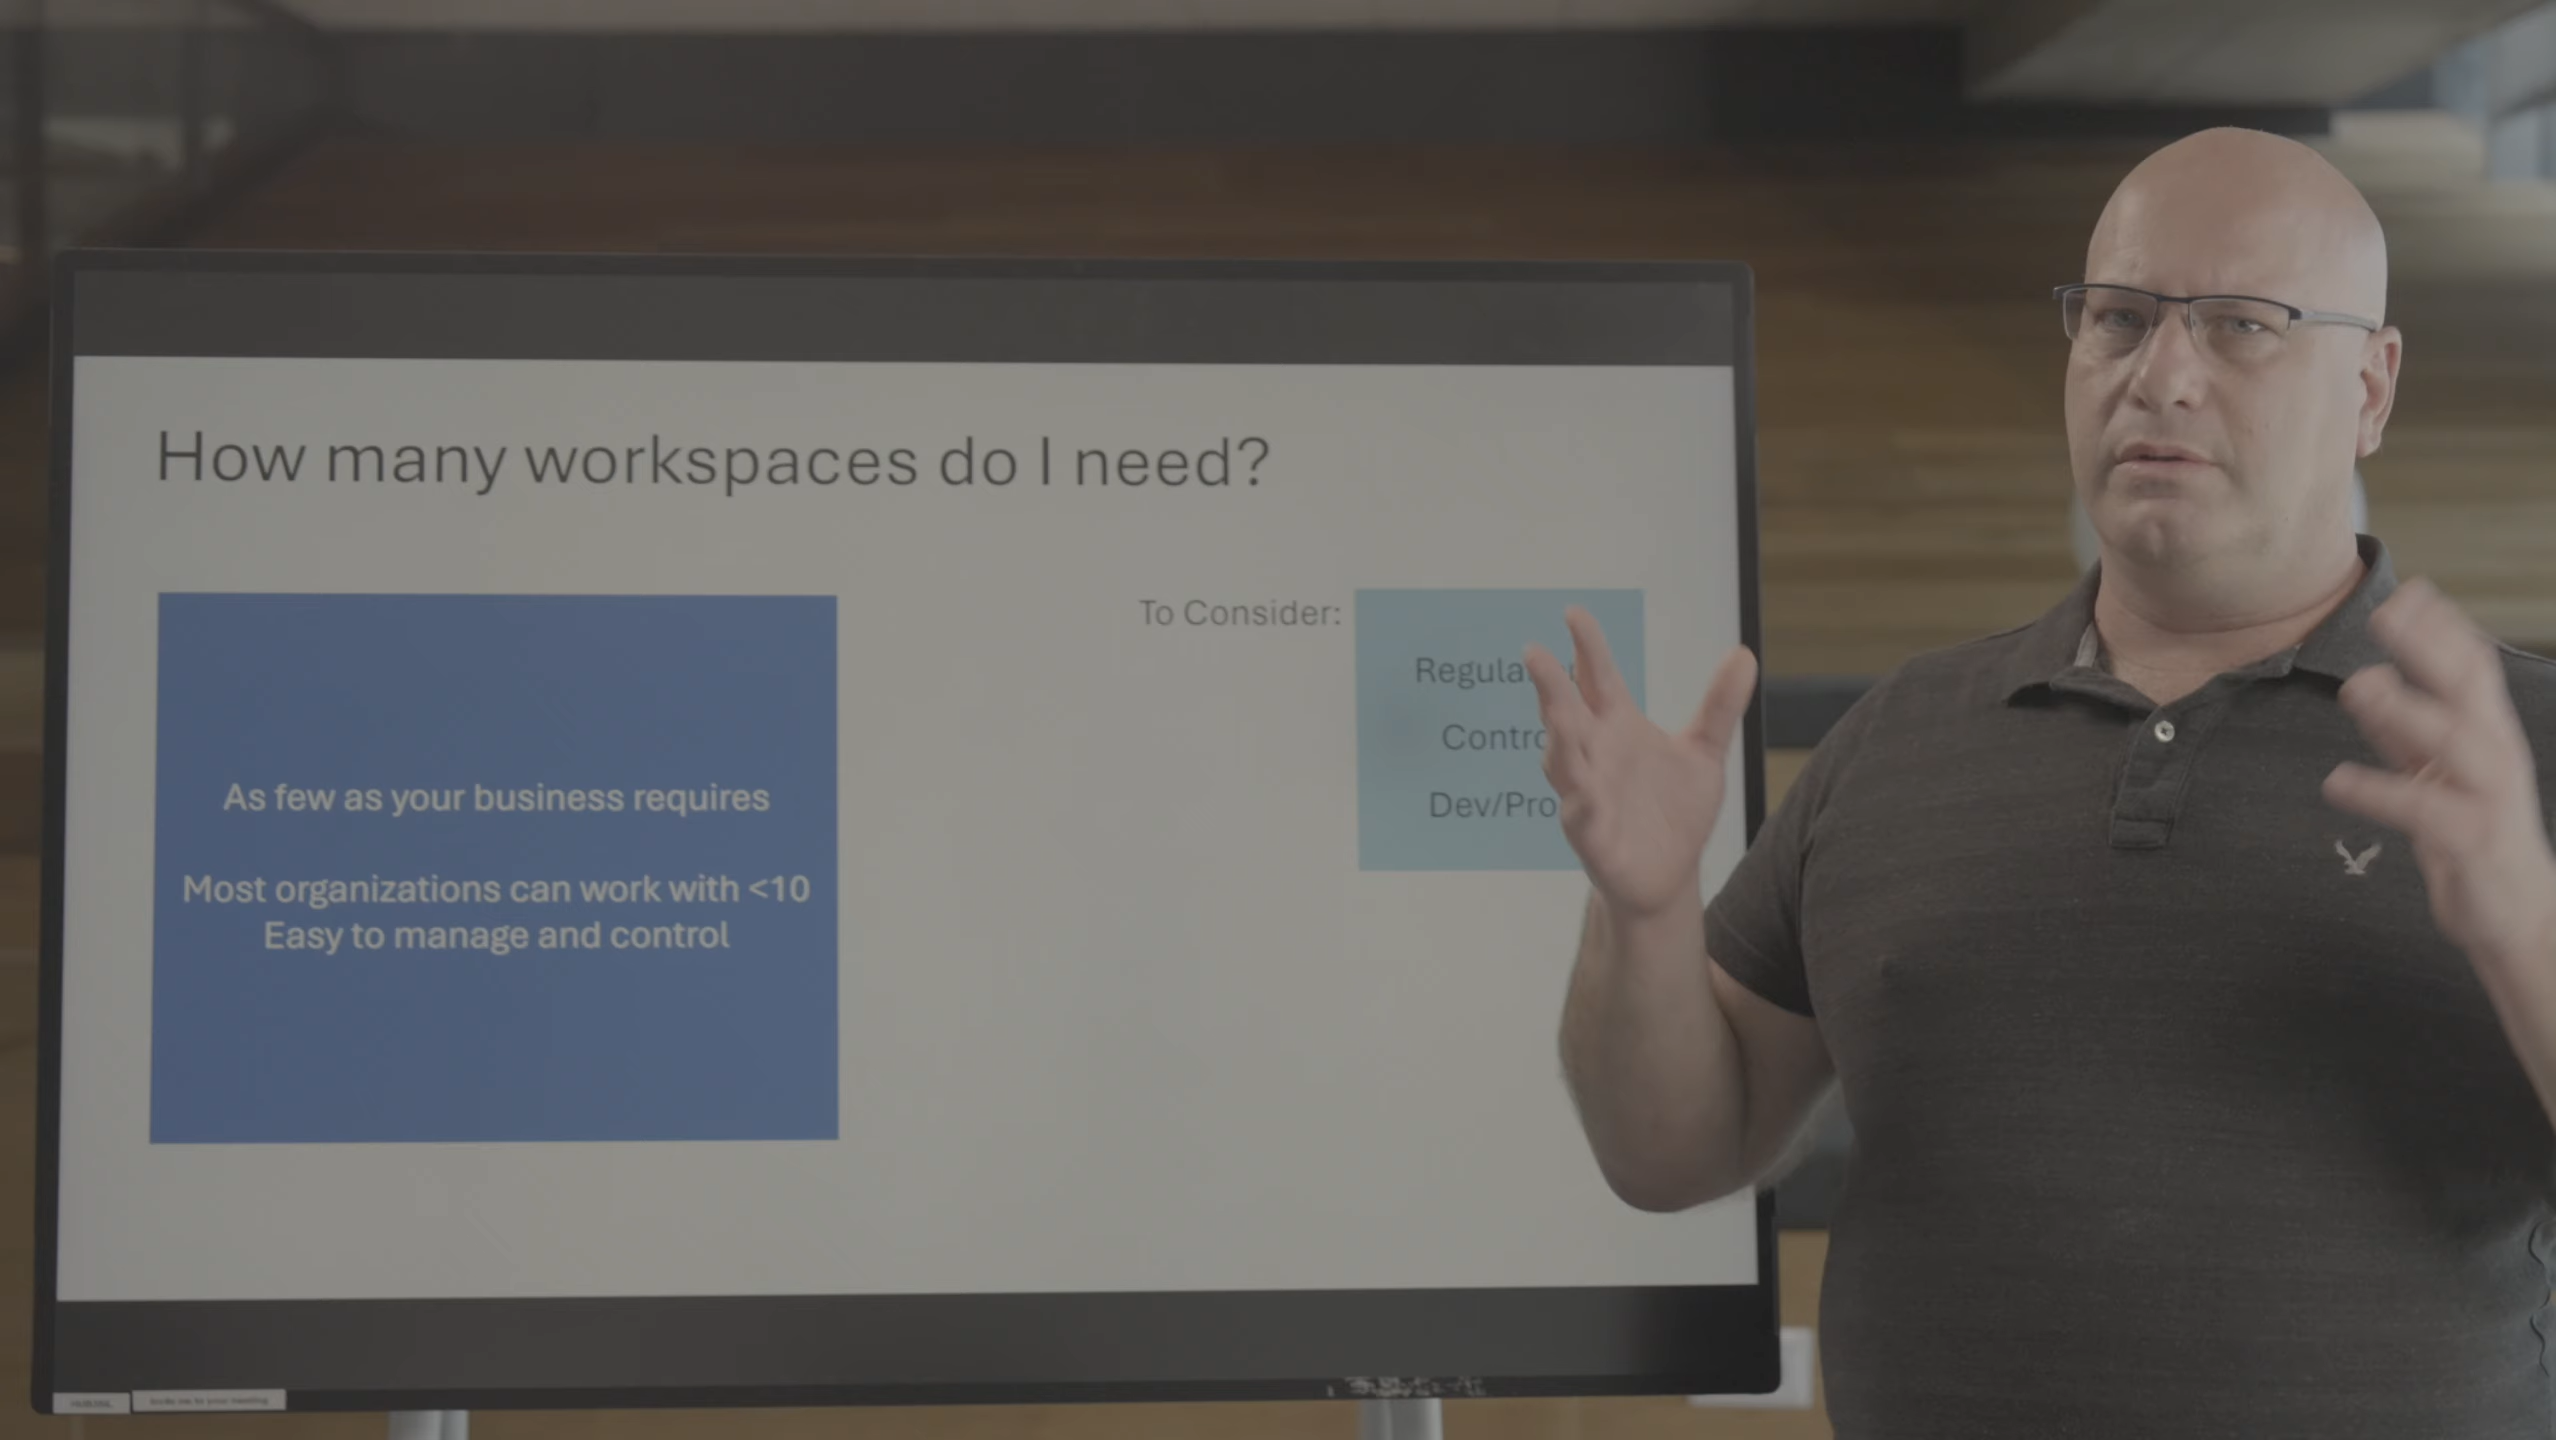 How many workspaces do I need?
As few as your business requires
Most organizations can work with <10
Easy to manage and control
To Consider: